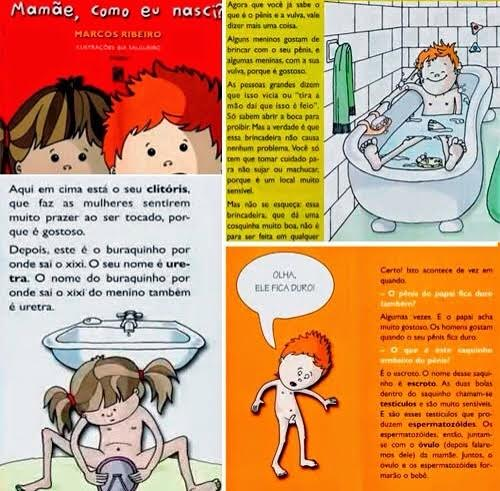 Mamãe, como eu nasci?
MARCOS RIBEIRO
Agora que você já sabe o
que é o pênis e a vulva, vale
dizer mais uma coisa.
Alguns meninos gostam de
brincar com o seu pênis, e
algumas meninas, com a sua
vulva, porque é gostoso.
As pessoas grandes dizem
que isso vicia ou "tira a
mão daí que isso é feio".
Só sabem abrir a boca para
proibir. Mas a verdade é que
essa brincadeira não causa
nenhum problema. Você só
tem que tomar cuidado pa-
ra não sujar ou machucar,
porque é um local muito
sensível.
Mas não se esqueça: essa
brincadeira, que dá uma
cosquinha muito boa, não é
para ser feita em qualquer
Aqui em cima está o seu clitóris,
que faz as mulheres sentirem
muito prazer ao ser tocado, por-
que é gostoso.
Depois, este é o buraquinho por
onde sai o xixi. O seu nome é ure-
tra. O nome do buraquinho por
onde sai o xixi do menino também
é uretra.
OLHA,
ELE FICA DURO!
Certo! Isto acontece de vez em
quando.
– O pênis do papai fica duro
também?
Algumas vezes. E o papai acha
muito gostoso. Os homens gostam
quando o seu pênis fica duro.
– O que é este saquinho
embaixo do pênis?
É o escroto. O nome desse saqui-
nho é escroto. As duas bolas
dentro do saquinho chamam-se
testículos e são muito sensíveis.
E são esses testículos que pro-
duzem espermatozóides. Os
espermatozóides, então, juntam-
se com o óvulo (depois falare-
mos dele) da mamãe. Juntos, o
óvulo e os espermatozóides for-
marão o bebê.